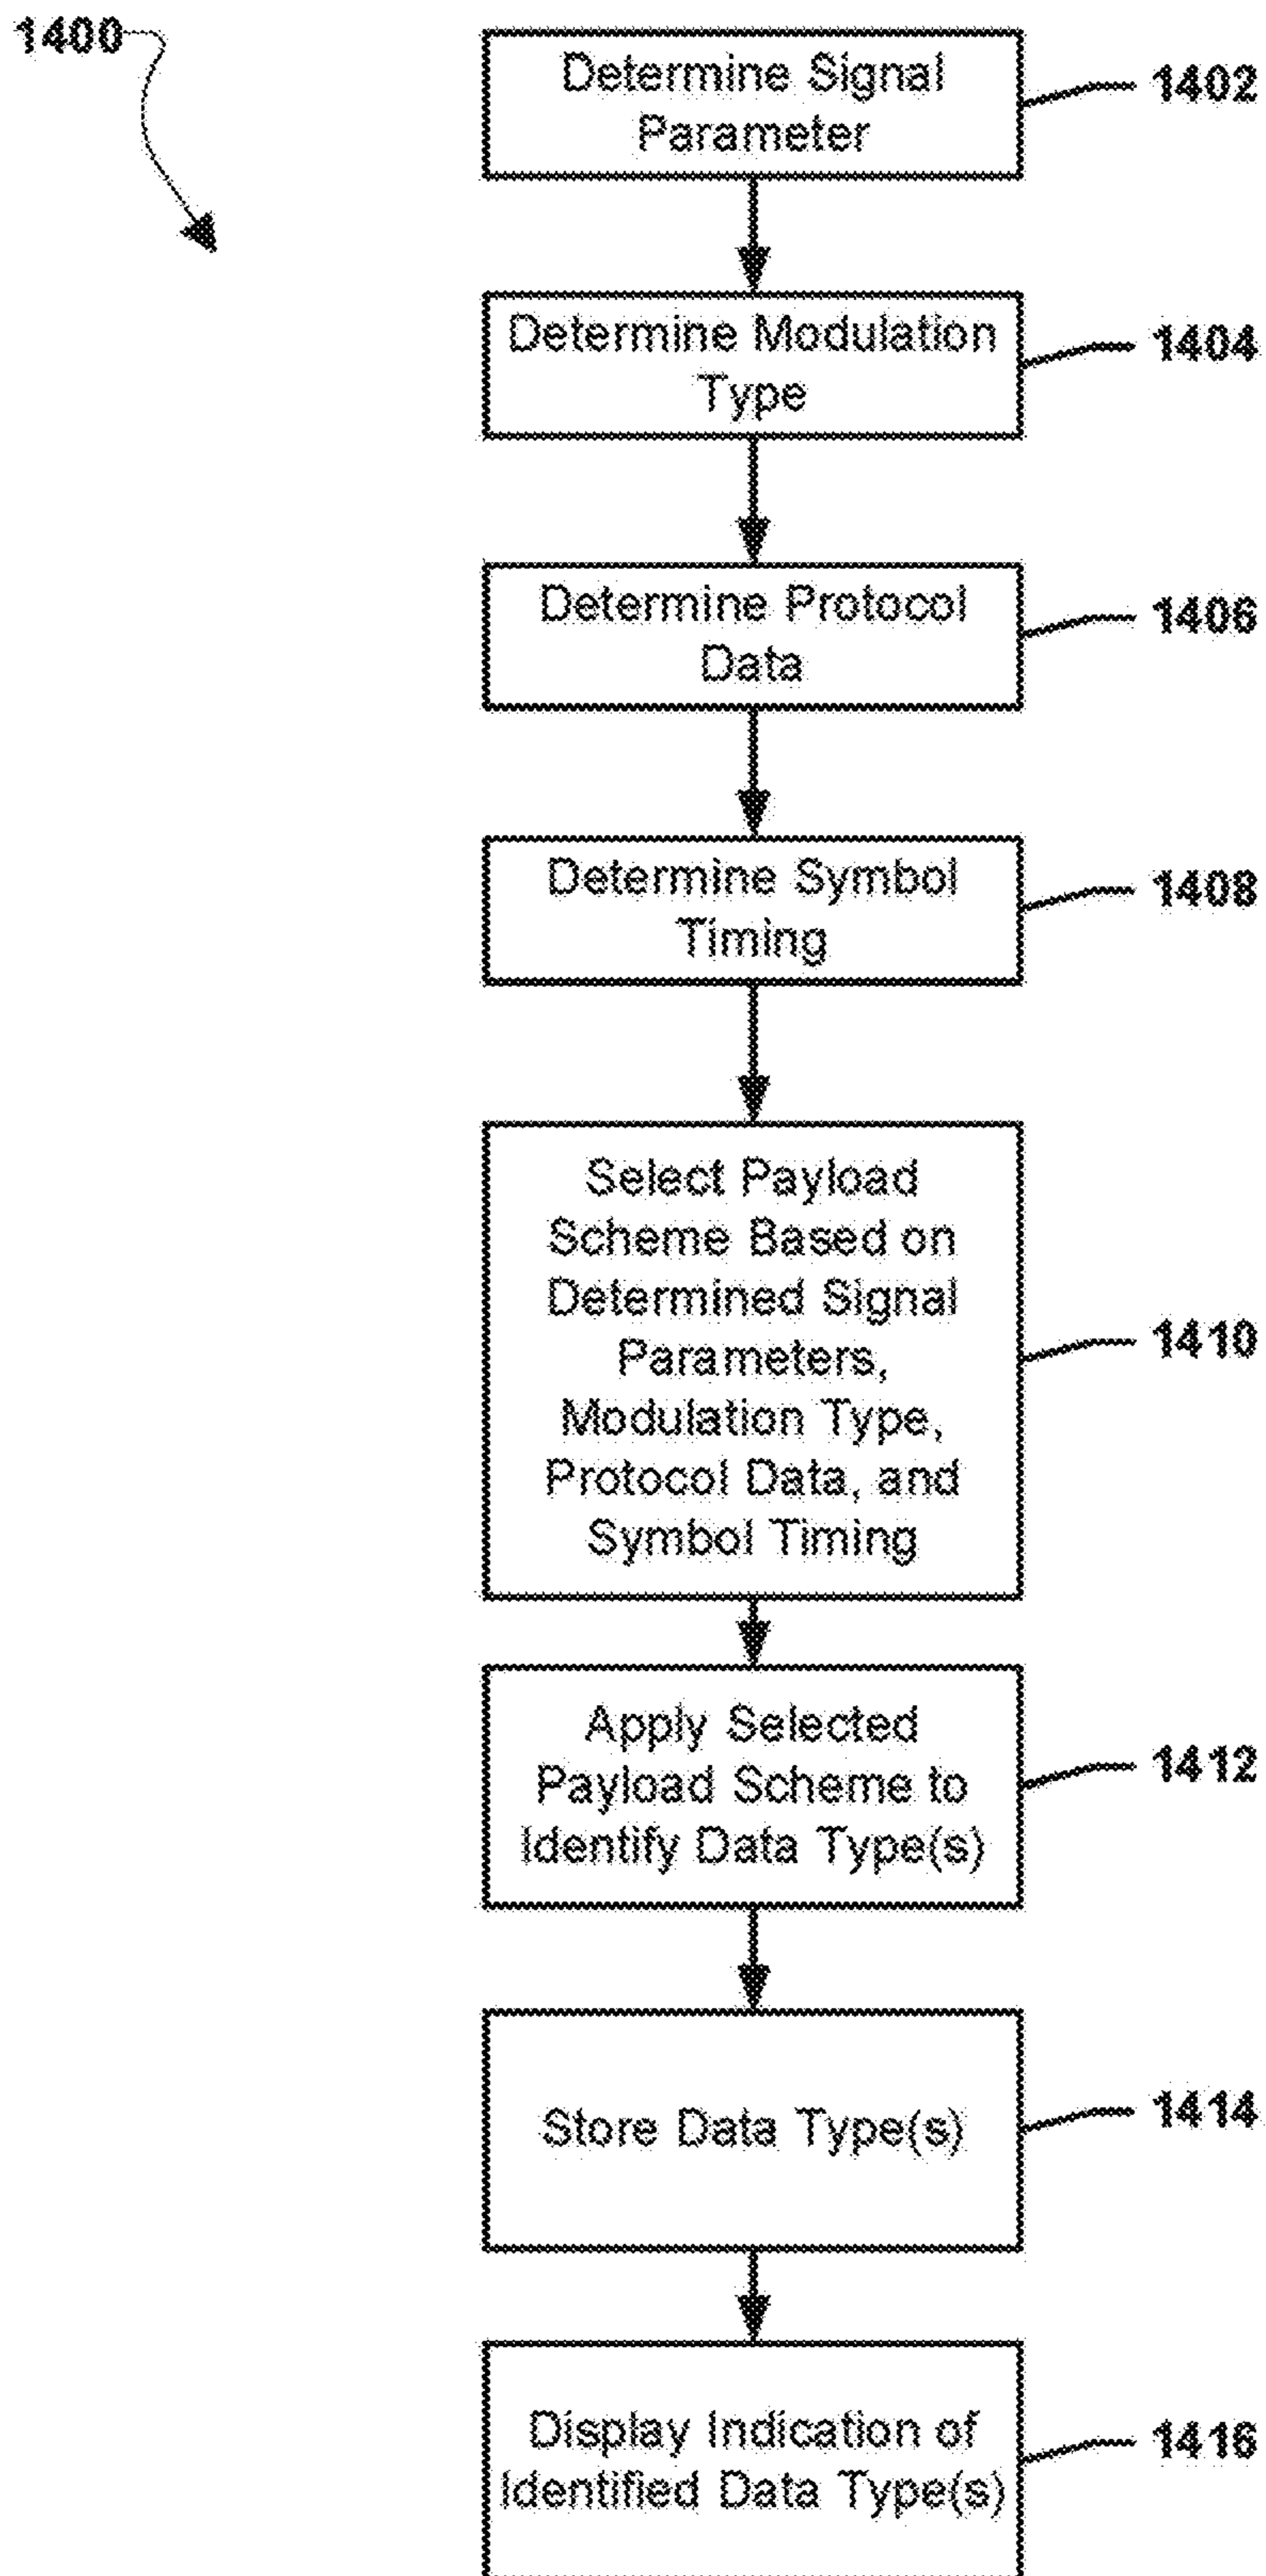 1400
Determine Signal
Parameter
1402
Determine Modulation
Type
1404
Determine Protocol
Data
1406
Determine Symbol
Timing
1408
Select Payload
Scheme Based on
Determined Signal
Parameters,
Modulation Type,
Protocol Data, and
Symbol Timing
1410
Apply Selected
Payload Scheme to
Identify Data Type(s)
1412
Store Data Type(s)
1414
Display Indication of
Identified Data Type(s)
1416